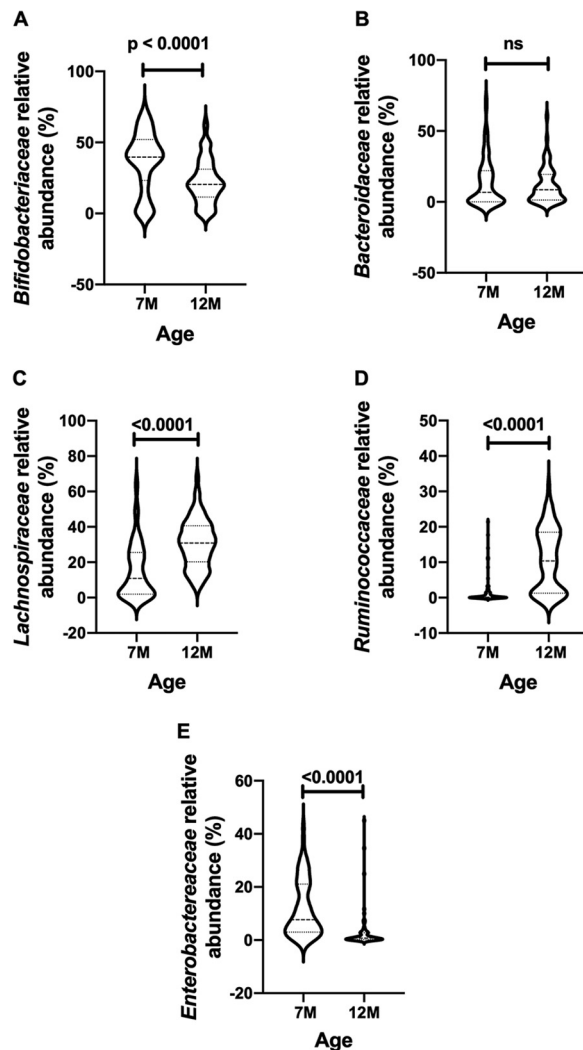 A
p < 0.0001
Bifidobacteriaceae relative
abundance (%)
100
50
0
-50
7M
12M
Age
B
ns
Bacteroidaceae relative
abundance (%)
100
50
0
-50
7M
12M
Age
C
<0.0001
Lachnospiraceae relative
abundance (%)
100
80
60
40
20
0
-20
7M
12M
Age
D
<0.0001
Ruminococcaceae relative
abundance (%)
50
40
30
20
10
0
-10
7M
12M
Age
E
<0.0001
Enterobactereaceae relative
abundance (%)
60
40
20
0
-20
7M
12M
Age